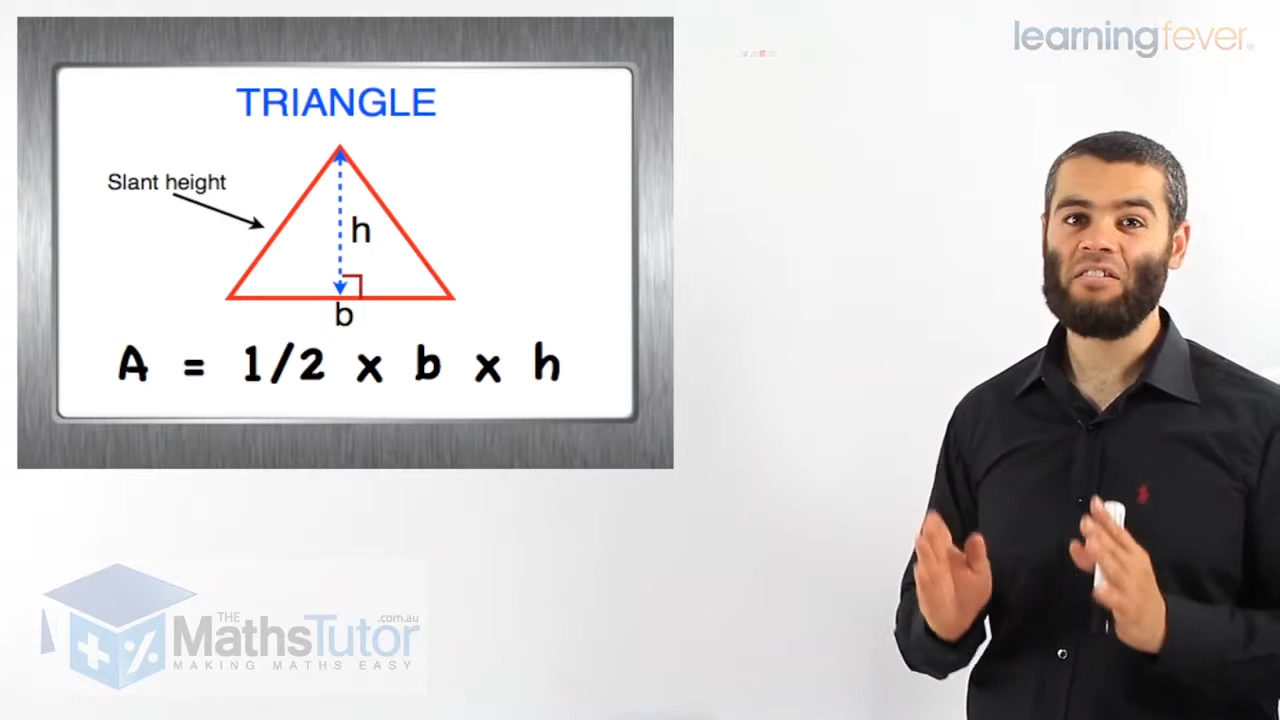 learningfever.®
TRIANGLE
Slant height
h
b
A = 1/2 x b x h
THE
MathsTutor
.com.au
MAKING MATHS EASY